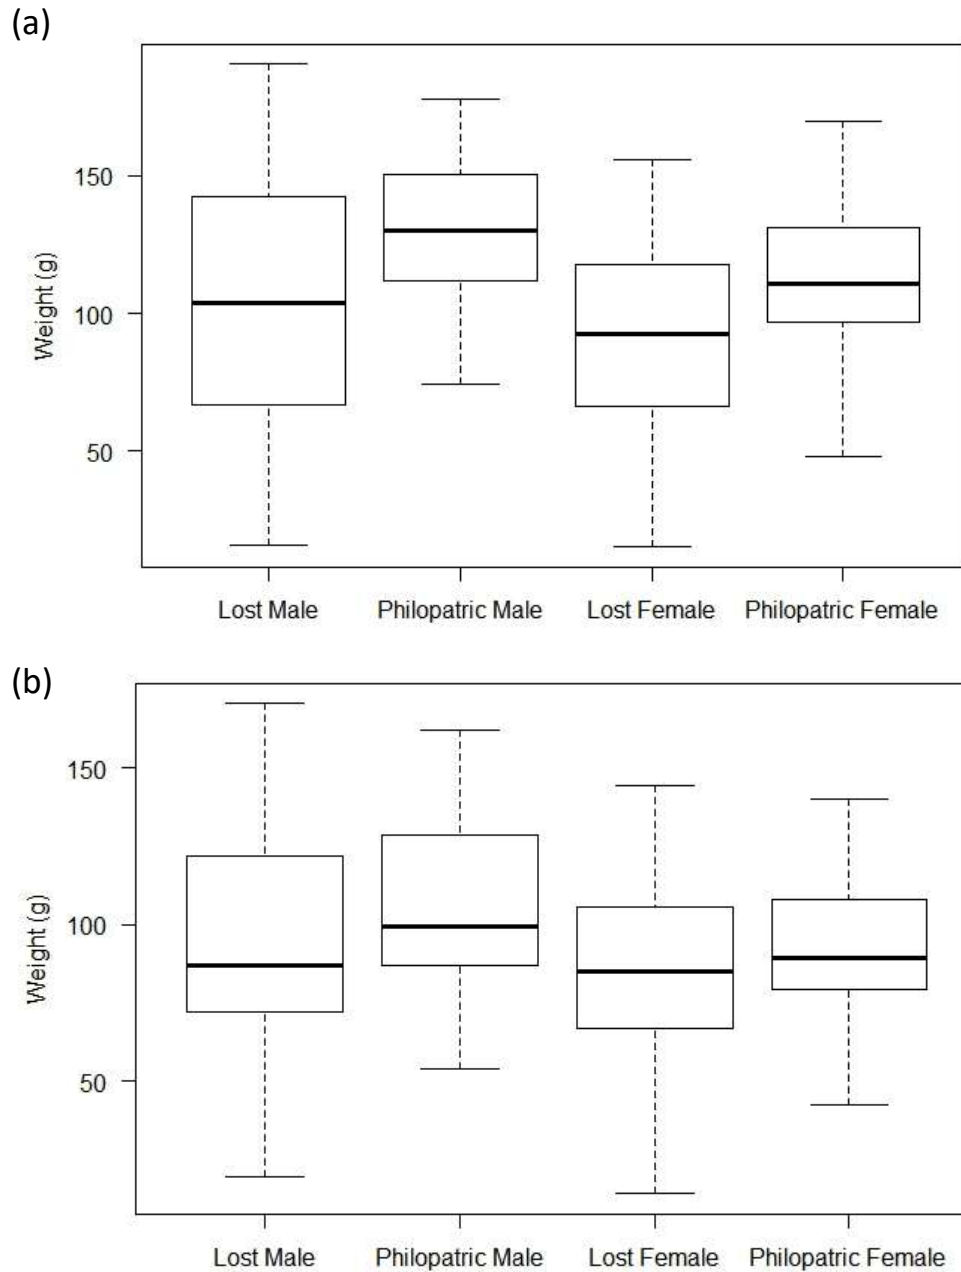 (a)
Weight (g)
150
100
50
Lost Male
Philopatric Male
Lost Female
Philopatric Female
(b)
Weight (g)
150
100
50
Lost Male
Philopatric Male
Lost Female
Philopatric Female